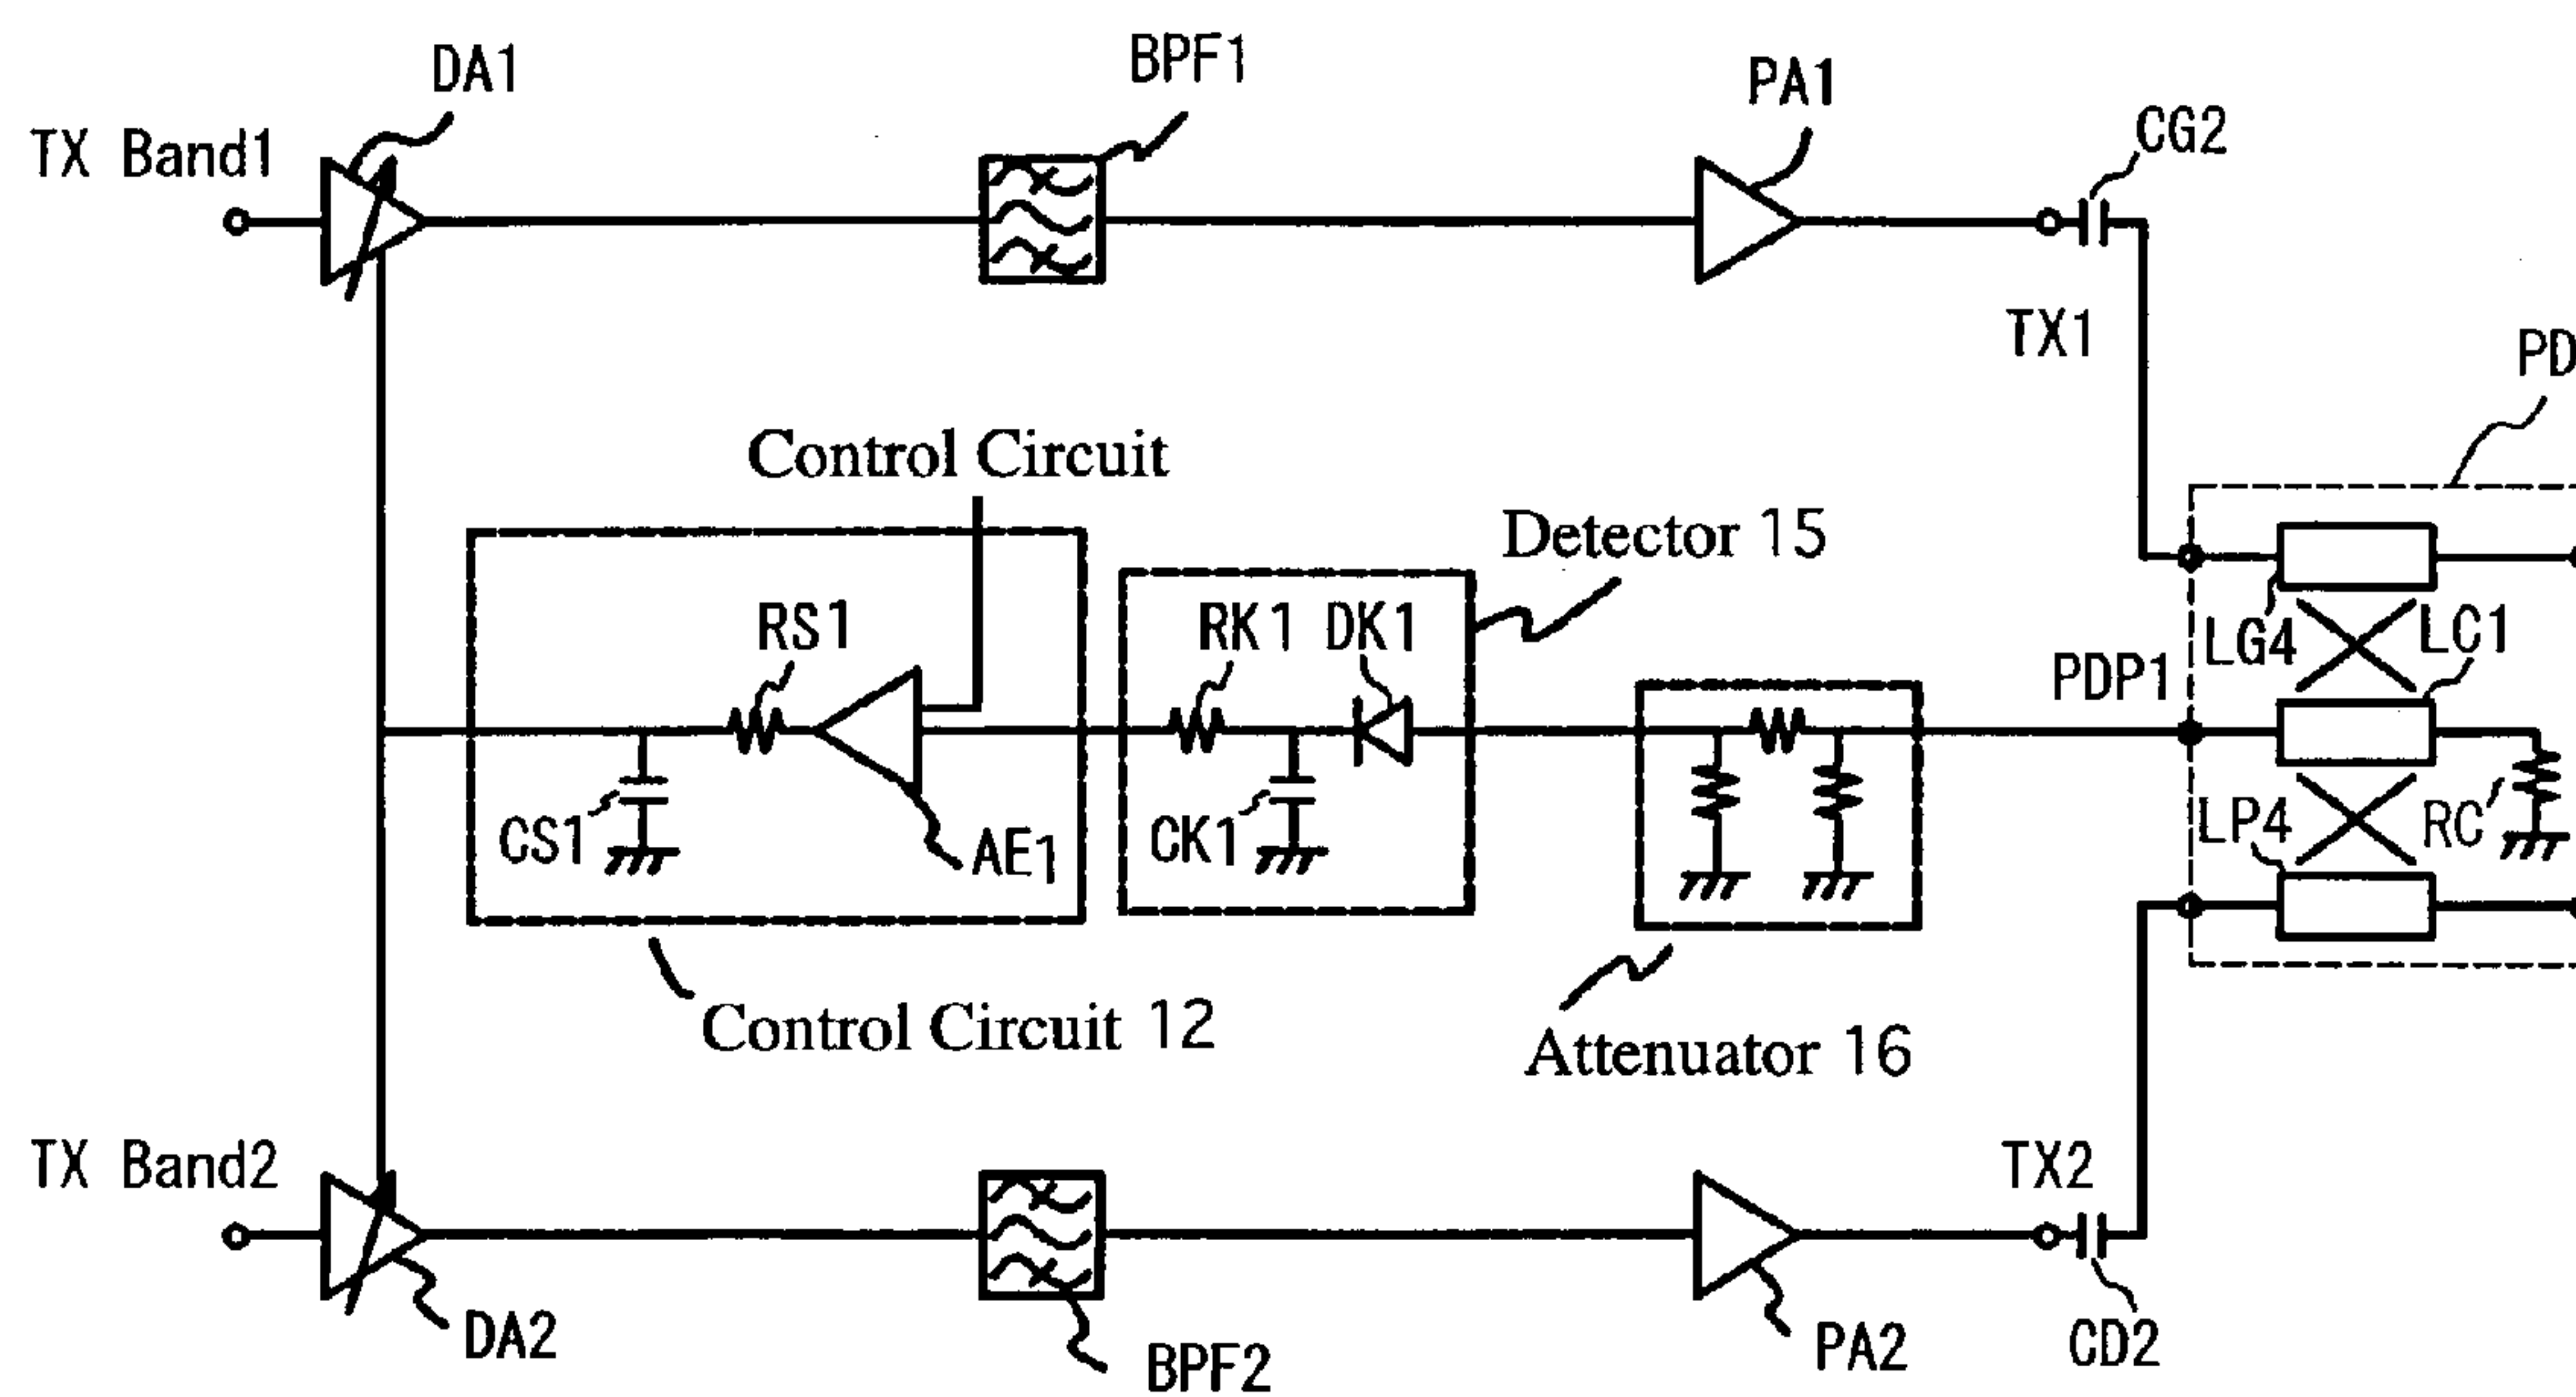 DA1
BPF1
PA1
CG2
TX Band1
TX1
PD
Control Circuit
Detector 15
RS1
RK1
DK1
LG4
LC1
PDP1
CS1
AE1
CK1
LP4
RC
Control Circuit 12
Attenuator 16
TX Band2
TX2
DA2
BPF2
PA2
CD2